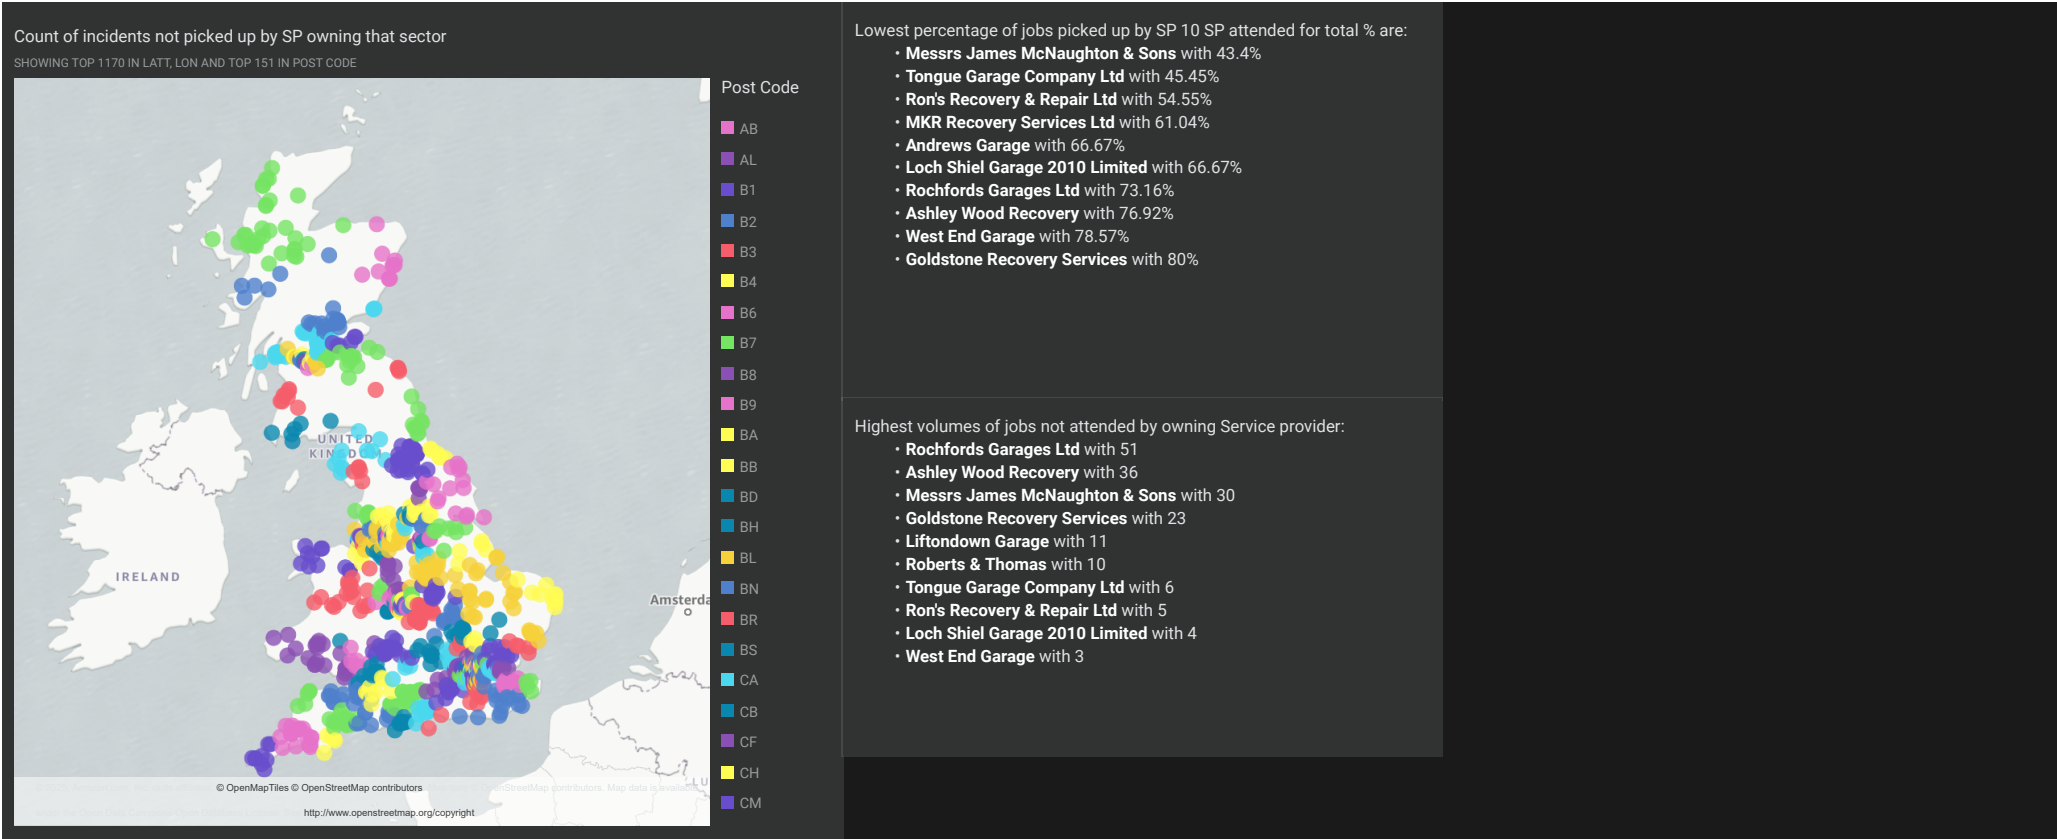 Count of incidents not picked up by SP owning that sector
SHOWING TOP 1170 IN LATT, LON AND TOP 151 IN POST CODE
UNITED
KINGDOM
IRELAND
Amsterda
LU
© OpenMapTiles © OpenStreetMap contributors
http://www.openstreetmap.org/copyright
Post Code
AB
AL
B1
B2
B3
B4
B6
B7
B8
B9
BA
BB
BD
BH
BL
BN
BR
BS
CA
CB
CF
CH
CM
Lowest percentage of jobs picked up by SP 10 SP attended for total % are:
• Messrs James McNaughton & Sons with 43.4%
• Tongue Garage Company Ltd with 45.45%
• Ron's Recovery & Repair Ltd with 54.55%
• MKR Recovery Services Ltd with 61.04%
• Andrews Garage with 66.67%
• Loch Shiel Garage 2010 Limited with 66.67%
• Rochfords Garages Ltd with 73.16%
• Ashley Wood Recovery with 76.92%
• West End Garage with 78.57%
• Goldstone Recovery Services with 80%
Highest volumes of jobs not attended by owning Service provider:
• Rochfords Garages Ltd with 51
• Ashley Wood Recovery with 36
• Messrs James McNaughton & Sons with 30
• Goldstone Recovery Services with 23
• Liftondown Garage with 11
• Roberts & Thomas with 10
• Tongue Garage Company Ltd with 6
• Ron's Recovery & Repair Ltd with 5
• Loch Shiel Garage 2010 Limited with 4
• West End Garage with 3